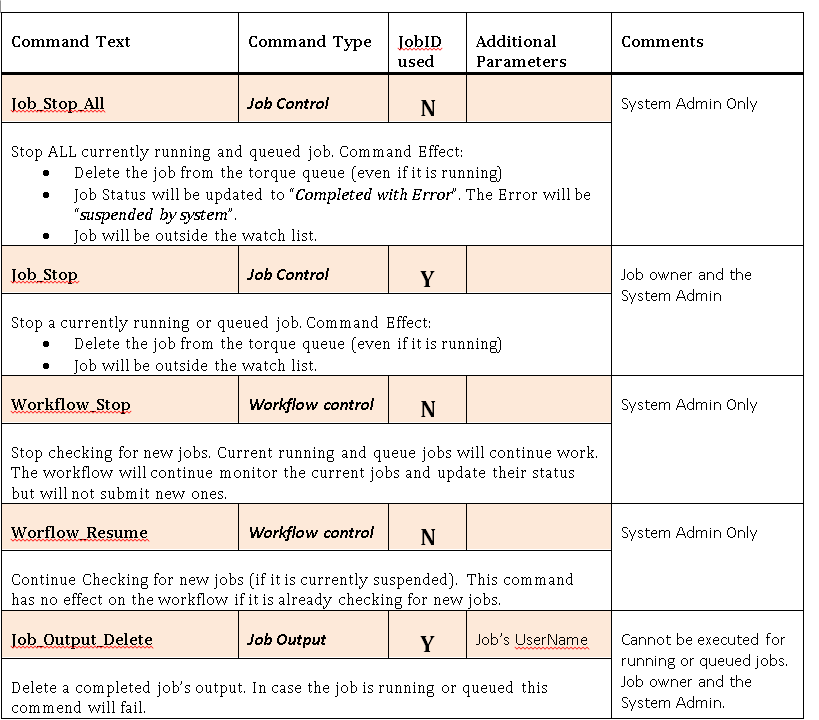 Command Text Command Type JobID used Additional Parameters Comments
Job_Stop_All Job Control N System Admin Only
Stop ALL currently running and queued job. Command Effect:
• Delete the job from the torque queue (even if it is running)
• Job Status will be updated to “Completed with Error”. The Error will be
“suspended by system”.
• Job will be outside the watch list.
Job_Stop Job Control Y Job owner and the System Admin
Stop a currently running or queued job. Command Effect:
• Delete the job from the torque queue (even if it is running)
• Job will be outside the watch list.
Workflow_Stop Workflow control N System Admin Only
Stop checking for new jobs. Current running and queue jobs will continue work.
The workflow will continue monitor the current jobs and update their status
but will not submit new ones.
Worflow_Resume Workflow control N System Admin Only
Continue Checking for new jobs (if it is currently suspended). This command
has no effect on the workflow if it is already checking for new jobs.
Job_Output_Delete Job Output Y Job’s UserName Cannot be executed for
running or queued jobs.
Job owner and the
System Admin.
Delete a completed job’s output. In case the job is running or queued this
commend will fail.